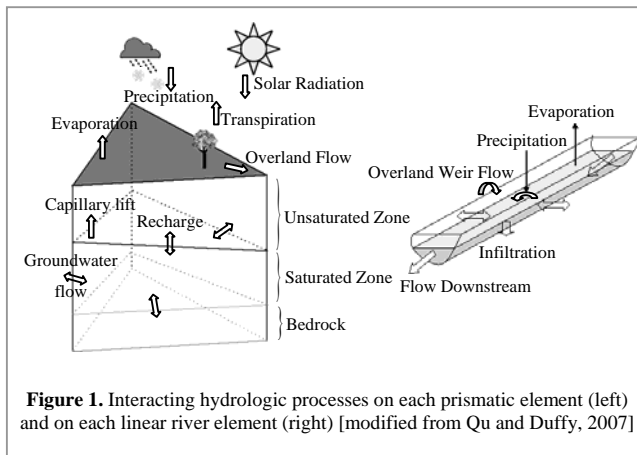 Precipitation
Solar Radiation
Evaporation
Transpiration
Overland Flow
Capillary lift
Recharge
Unsaturated Zone
Groundwater
flow
Saturated Zone
Bedrock
Evaporation
Precipitation
Overland Weir Flow
Infiltration
Flow Downstream
Figure 1. Interacting hydrologic processes on each prismatic element (left)
and on each linear river element (right) [modified from Qu and Duffy, 2007]